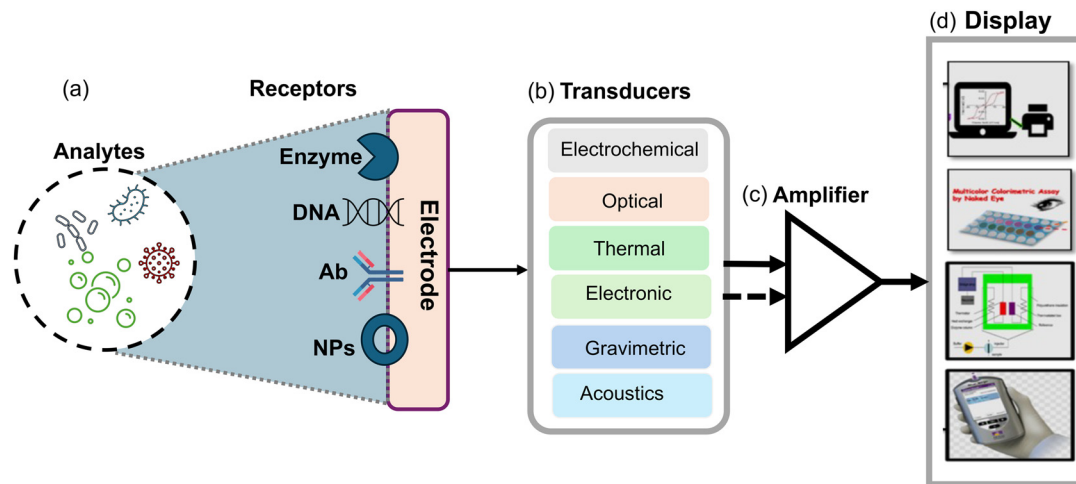 (a)
Analytes
Receptors
Enzyme
DNA
Ab
NPs
Electrode
(b) Transducers
Electrochemical
Optical
Thermal
Electronic
Gravimetric
Acoustics
(c) Amplifier
(d) Display
Multicolor Colorimetric Assay
by Naked Eye